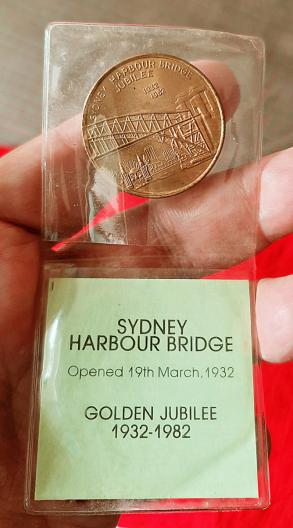 SYDNEY HARBOUR BRIDGE
JUBILEE
1932
1982
SYDNEY
HARBOUR BRIDGE
Opened 19th March, 1932
GOLDEN JUBILEE
1932-1982